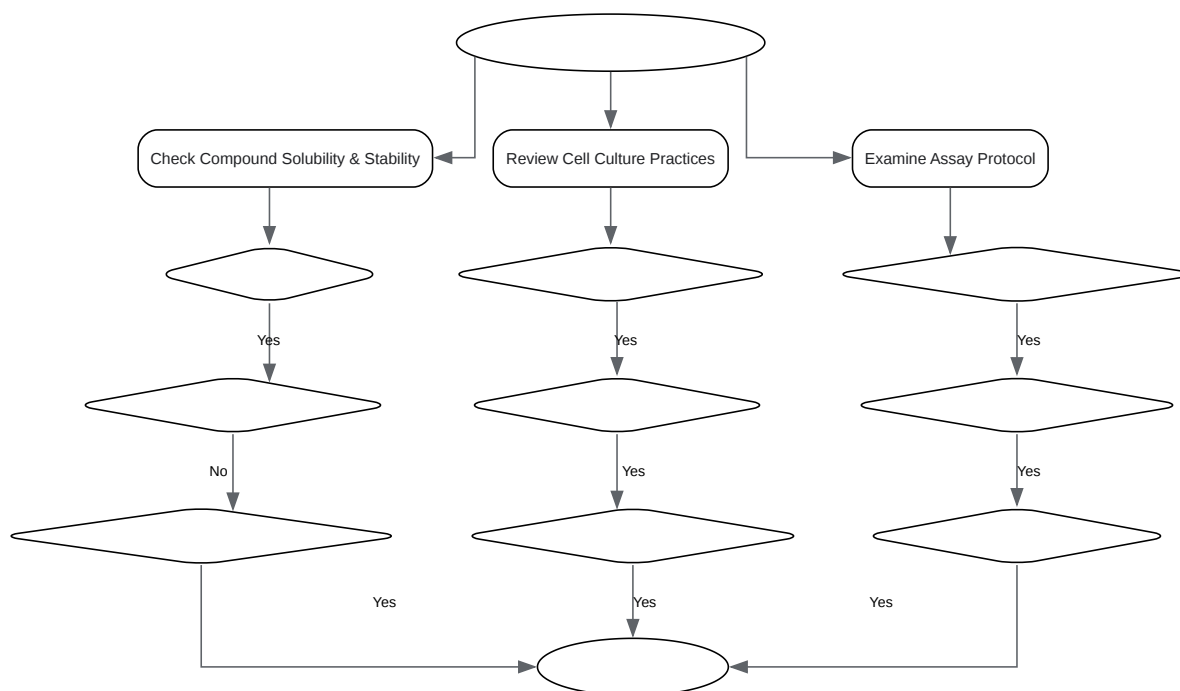 Check Compound Solubility & Stability
Review Cell Culture Practices
Examine Assay Protocol
Yes
Yes
Yes
No
Yes
Yes
Yes
Yes
Yes